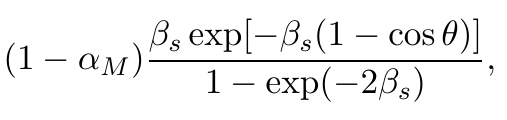 $(1 - \alpha_M) \frac{\beta_s \exp[-\beta_s(1 - \cos\theta)]}{1 - \exp(-2\beta_s)},$